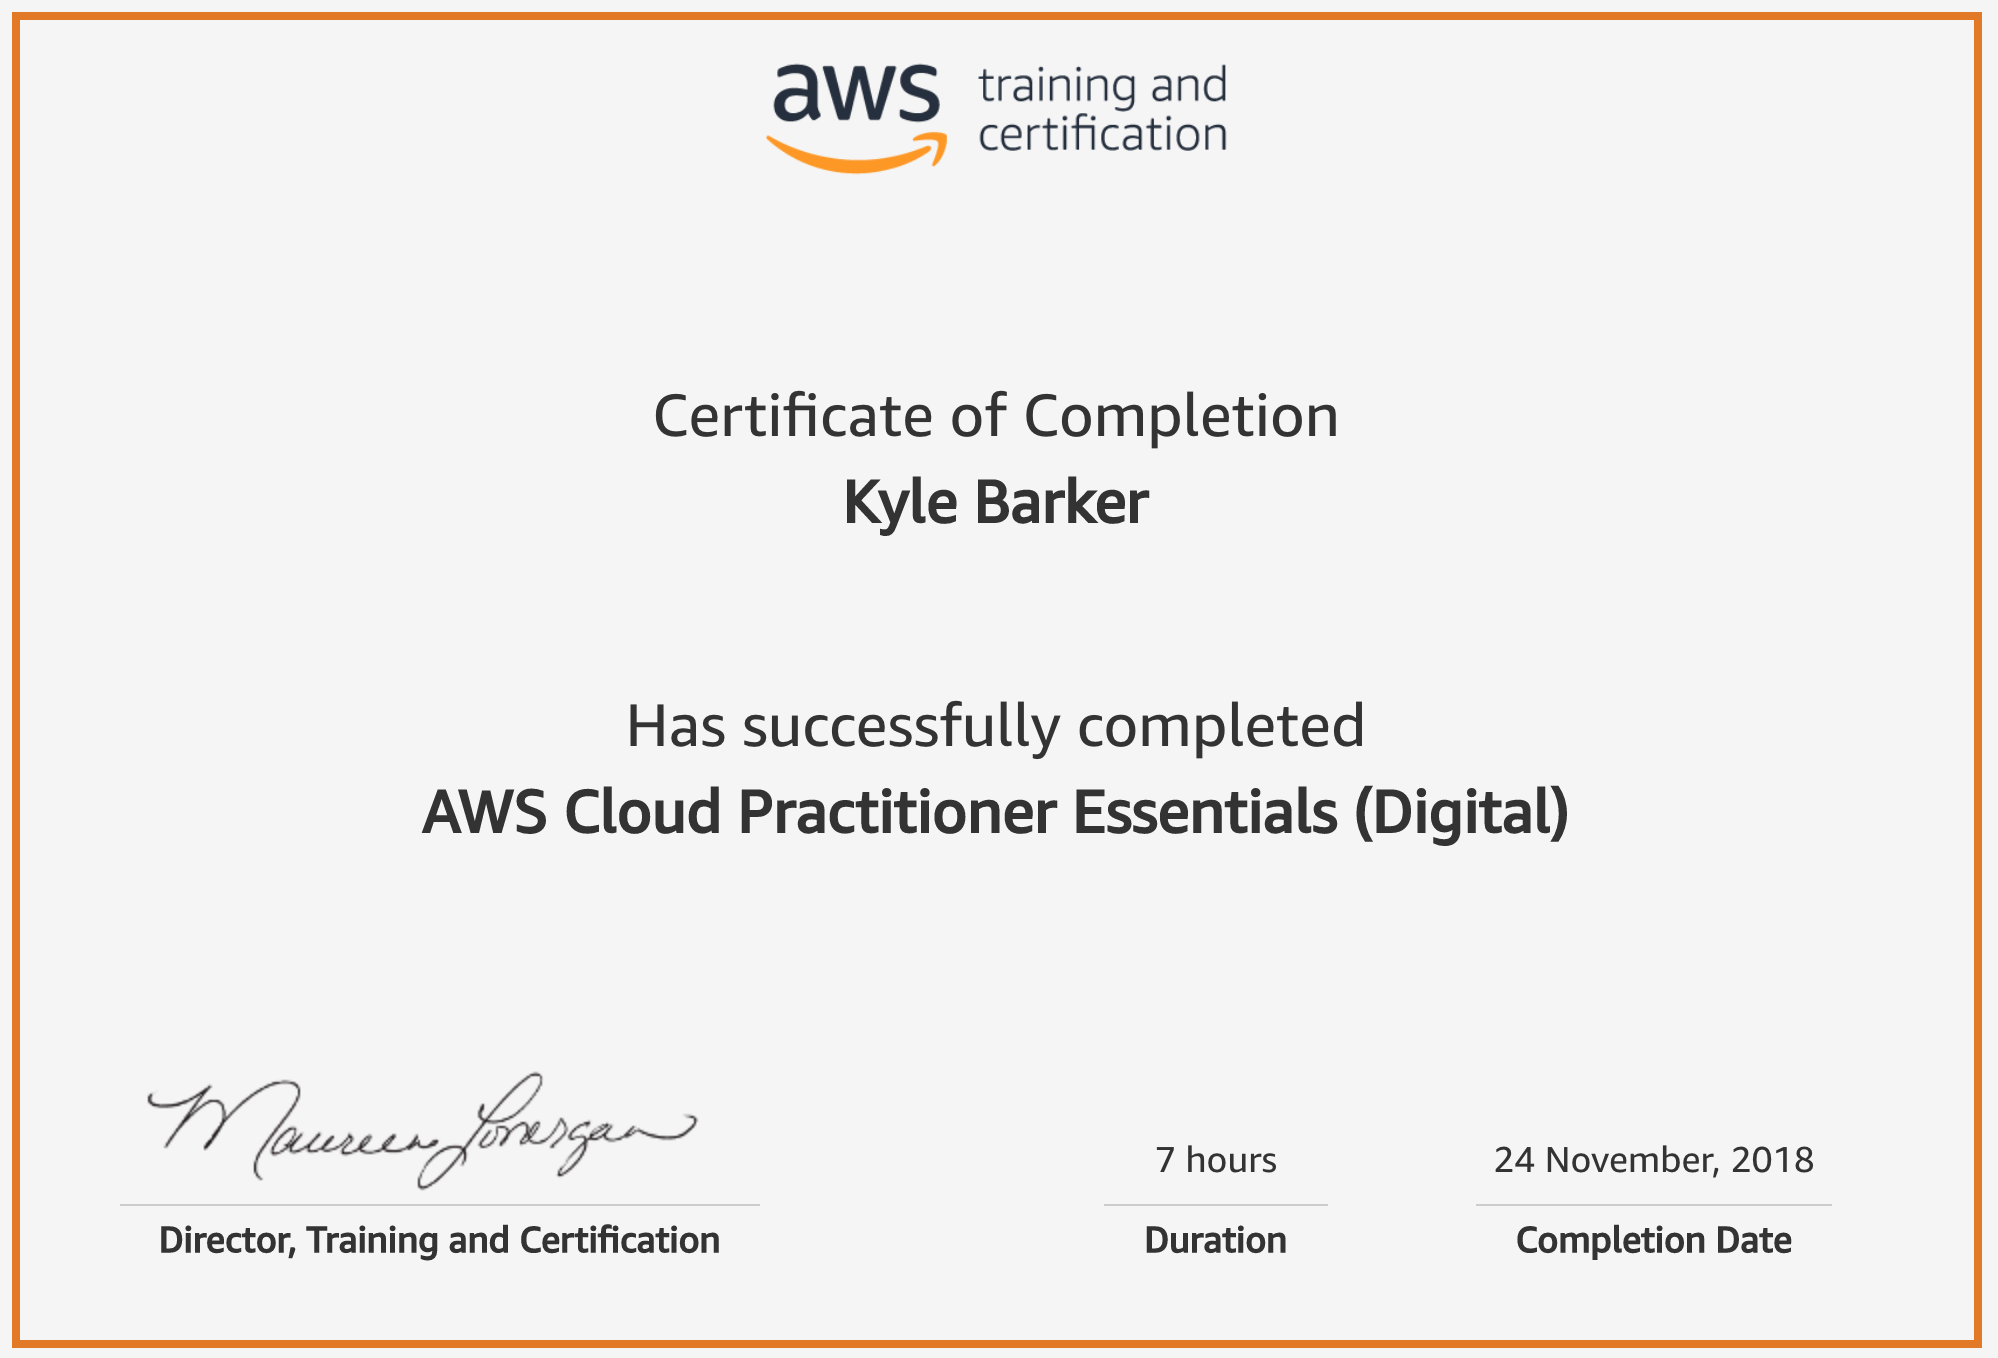 aws training and
certification
Certificate of Completion
Kyle Barker
Has successfully completed
AWS Cloud Practitioner Essentials (Digital)
Maureen Lonergan
Director, Training and Certification
7 hours
Duration
24 November, 2018
Completion Date